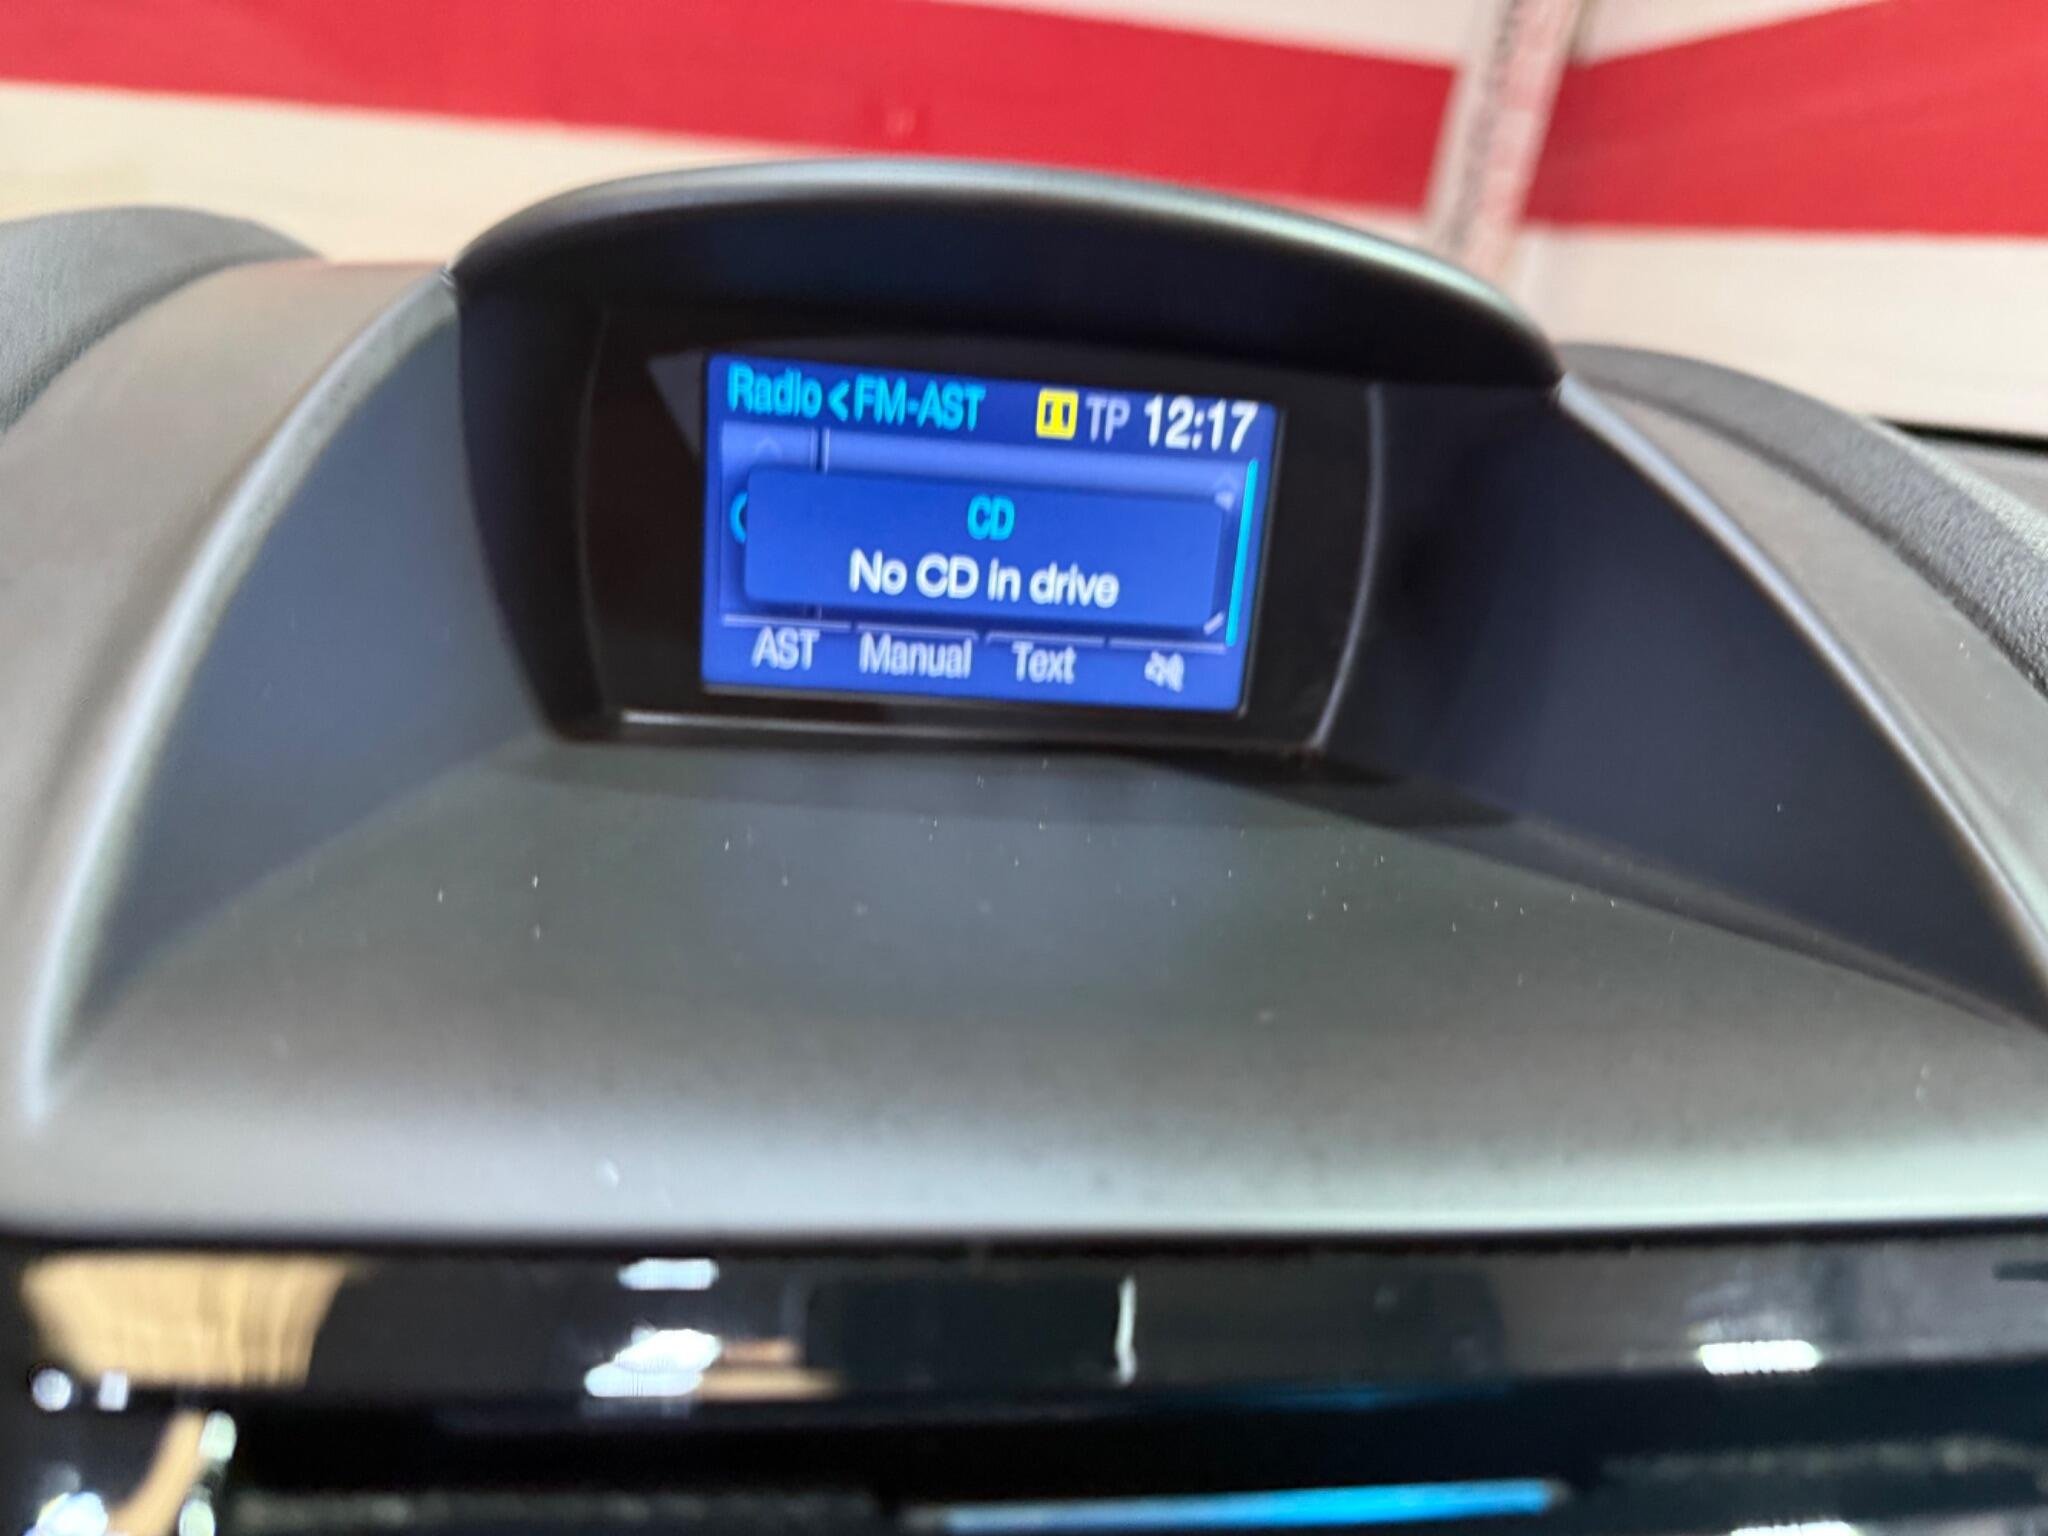 Radio < FM-AST TP 12:17
CD
No CD in drive
AST Manual Text